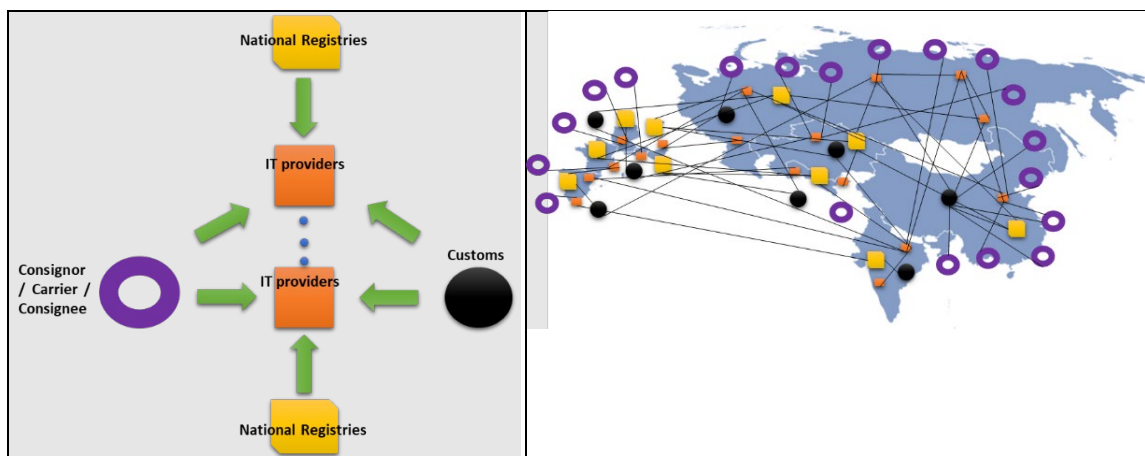 National Registries
IT providers
IT providers
Consignor
/ Carrier /
Consignee
Customs
National Registries